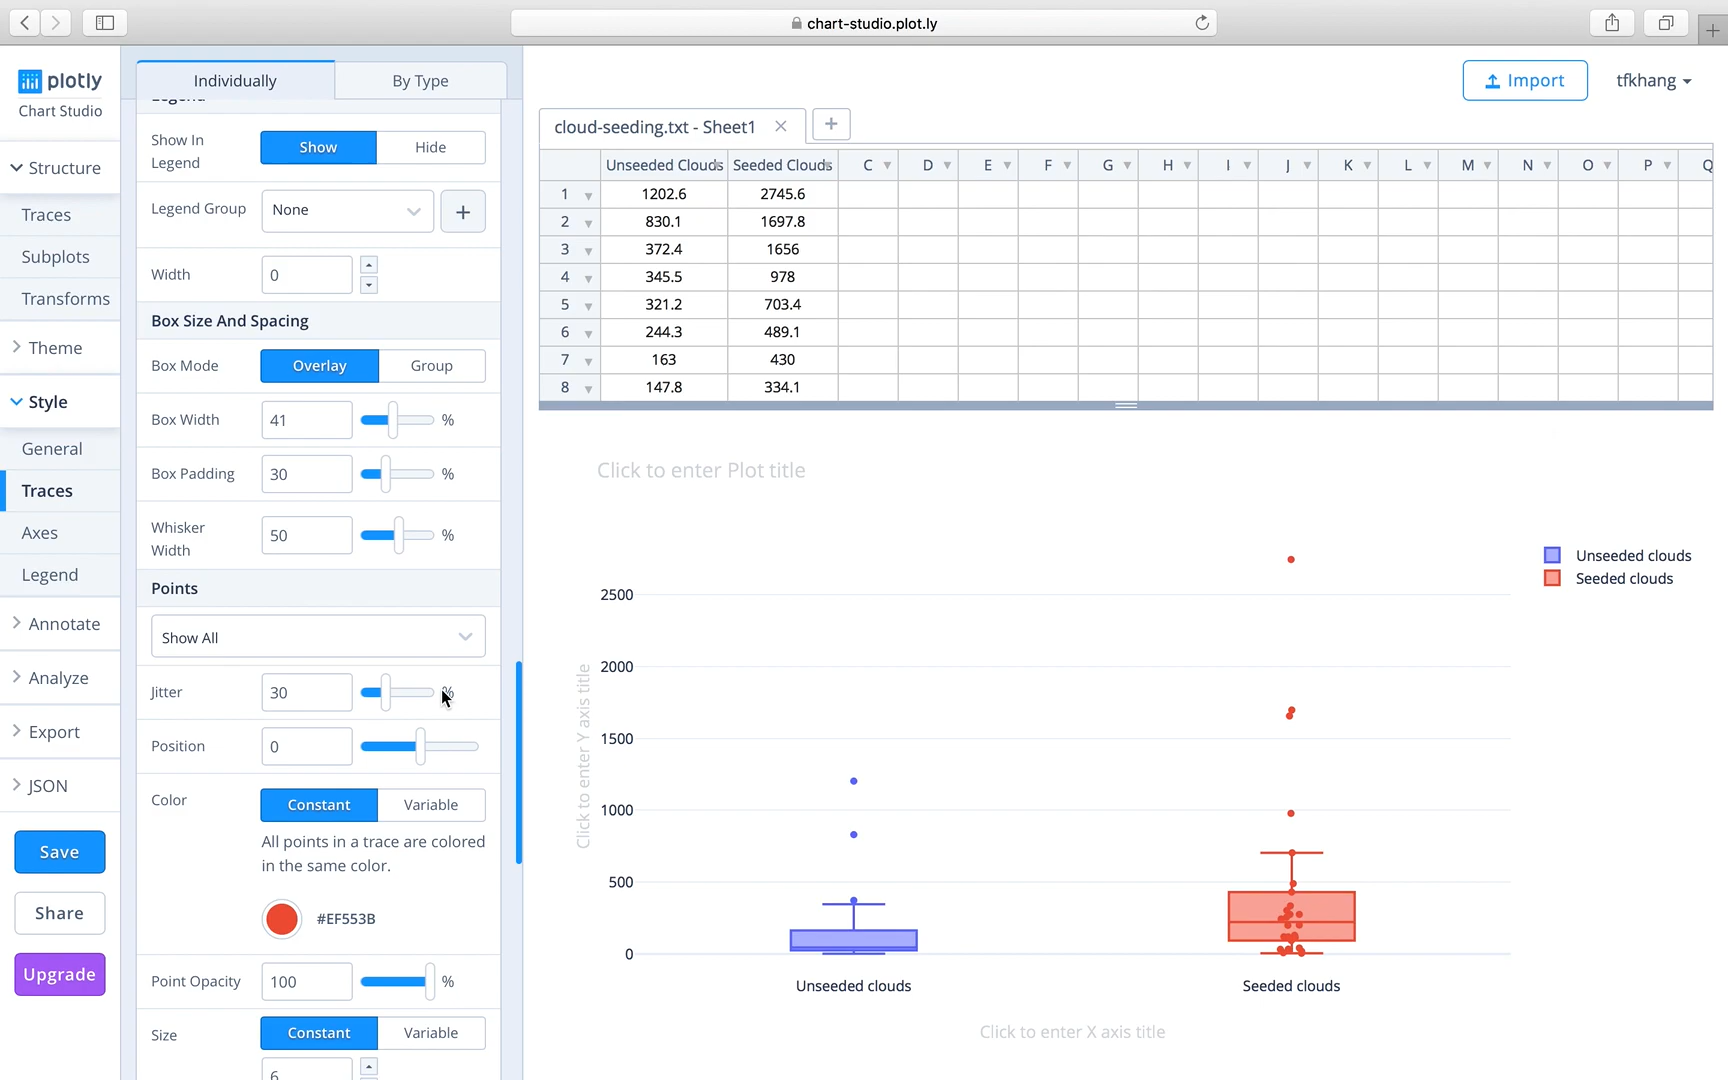 chart-studio.plot.ly
plotly
Chart Studio
Structure
Traces
Subplots
Transforms
Theme
Style
General
Traces
Axes
Legend
Annotate
Analyze
Export
JSON
Save
Share
Upgrade
Individually
By Type
Legend
Show In
Legend
Show
Hide
Legend Group
None
Width
0
Box Size And Spacing
Box Mode
Overlay
Group
Box Width
41
%
Box Padding
30
%
Whisker
Width
50
%
Points
Show All
Jitter
30
Position
0
Color
Constant
Variable
All points in a trace are colored
in the same color.
#EF553B
Point Opacity
100
%
Size
Constant
Variable
6
Import
tfkhang
cloud-seeding.txt - Sheet1
Unseeded Clouds Seeded Clouds C D E F G H I J K L M N O P Q
1 1202.6 2745.6
2 830.1 1697.8
3 372.4 1656
4 345.5 978
5 321.2 703.4
6 244.3 489.1
7 163 430
8 147.8 334.1
Click to enter Plot title
Unseeded clouds
Seeded clouds
2500
2000
1500
1000
500
0
Click to enter Y axis title
Unseeded clouds
Seeded clouds
Click to enter X axis title